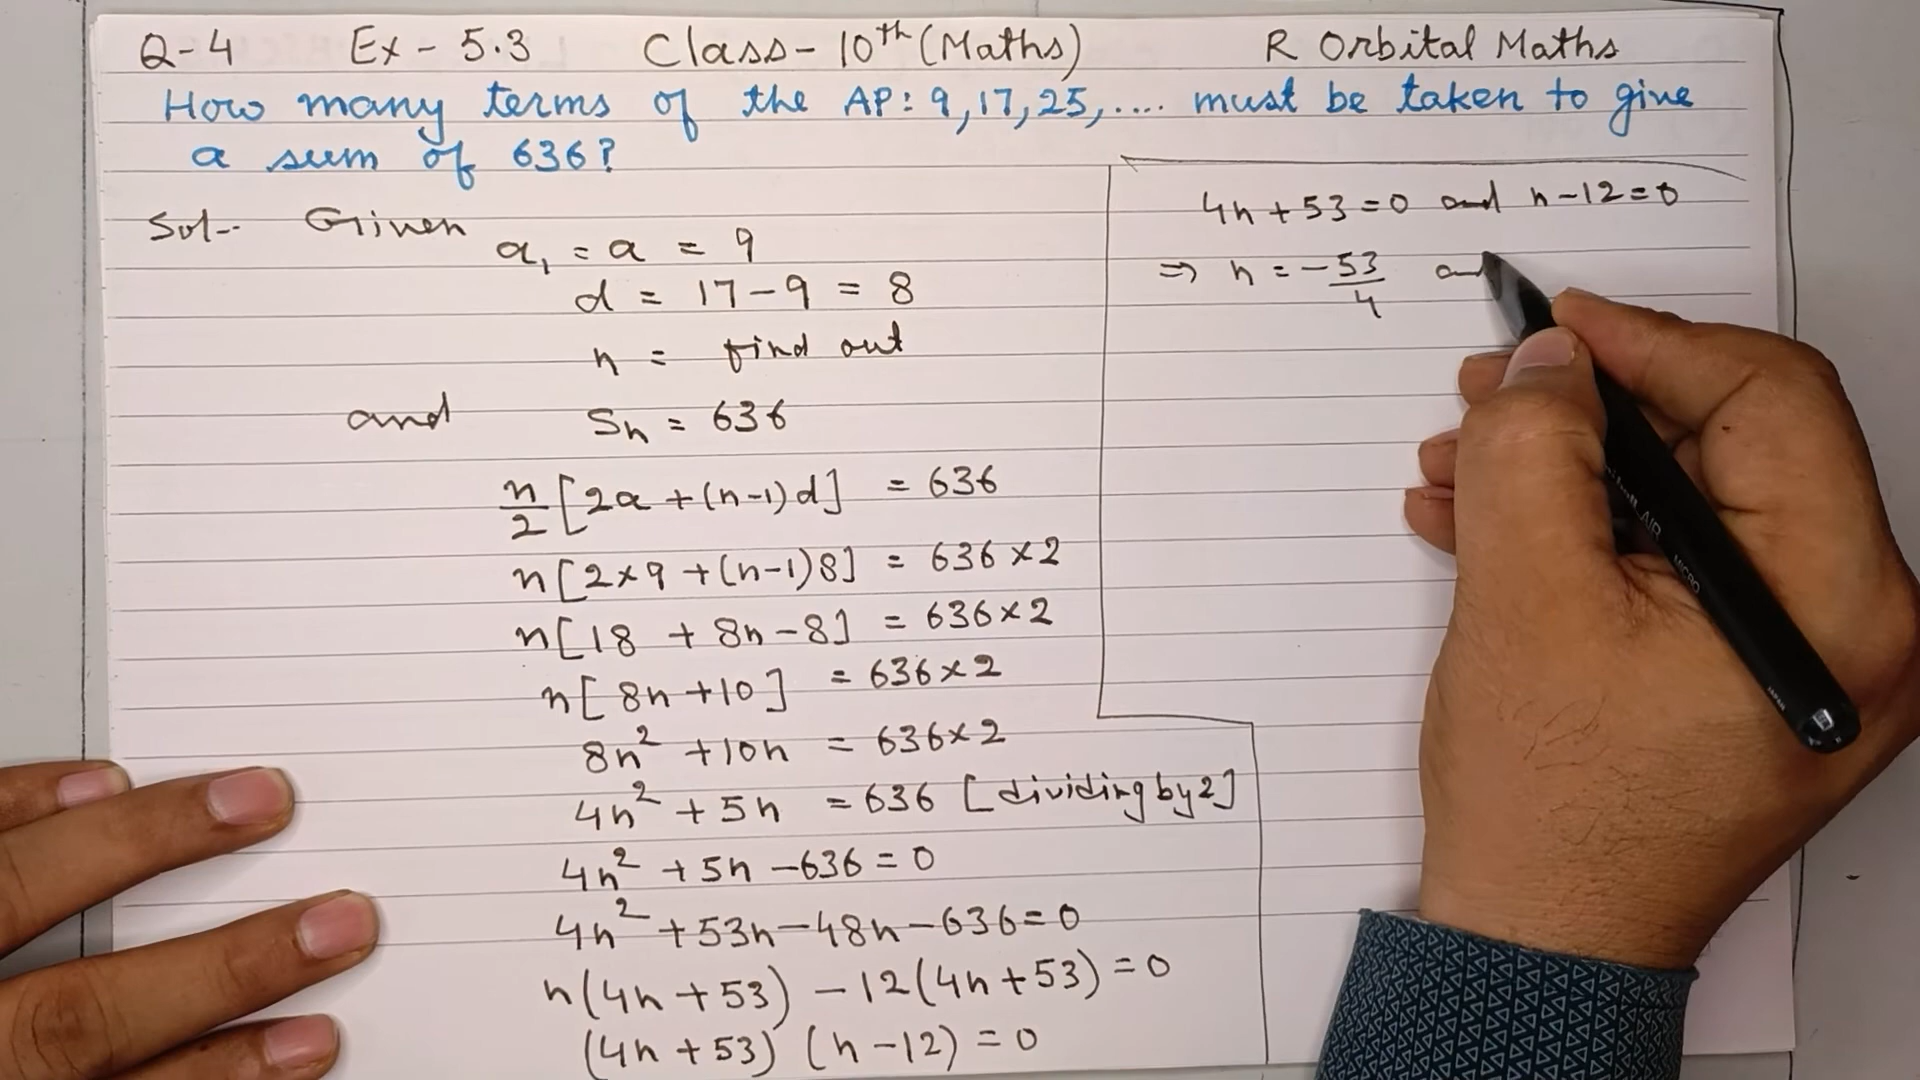 Q-4 Ex - 5.3 Class - 10th (Maths) R Orbital Maths
How many terms of the AP: 9, 17, 25, .... must be taken to give
a sum of 636?
Sol-. Given
a₁ = a = 9
d = 17 - 9 = 8
n = find out
and Sn = 636
n/2 [2a + (n-1) d] = 636
n [2×9 + (n-1) 8] = 636 × 2
n [18 + 8n - 8] = 636 × 2
n [8n + 10] = 636 × 2
8n² + 10n = 636 × 2
4n² + 5n = 636 [dividing by 2]
4n² + 5n - 636 = 0
4n² + 53n - 48n - 636 = 0
n(4n + 53) - 12(4n + 53) = 0
(4n + 53) (n - 12) = 0
4n + 53 = 0 and n - 12 = 0
⇒ n = -53/4 an